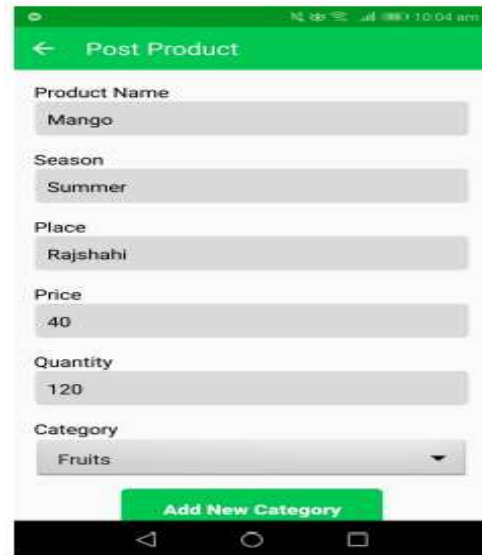 10:04 am
Post Product
Product Name
Mango
Season
Summer
Place
Rajshahi
Price
40
Quantity
120
Category
Fruits
Add New Category